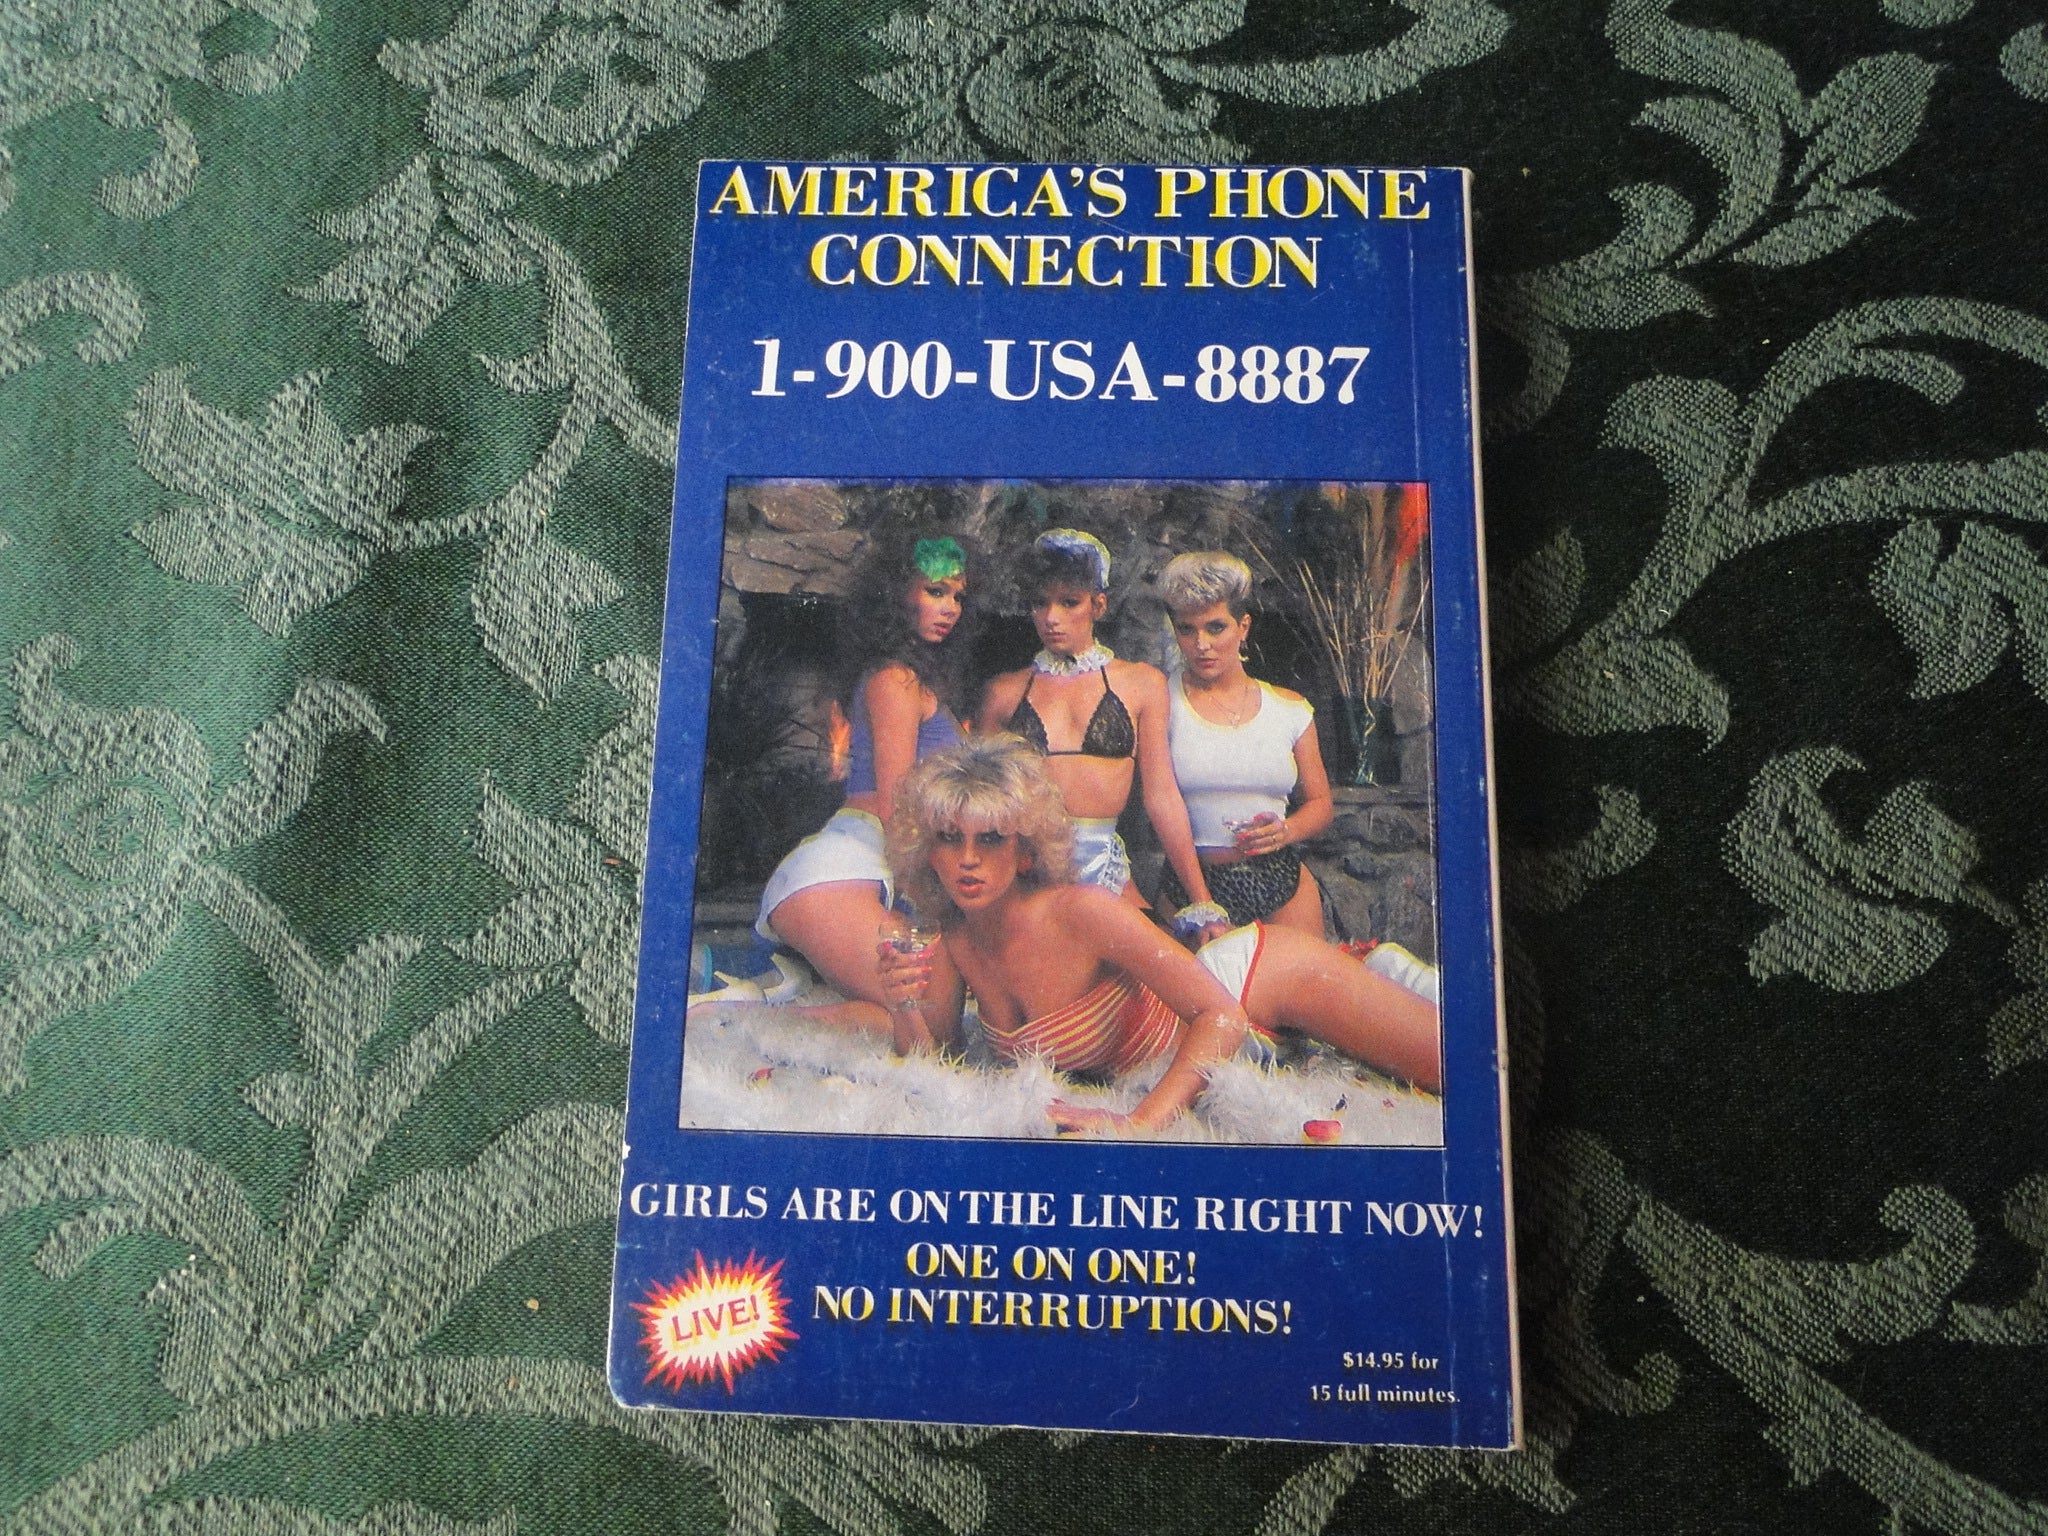 AMERICA'S PHONE
CONNECTION
1-900-USA-8887
GIRLS ARE ON THE LINE RIGHT NOW!
ONE ON ONE!
NO INTERRUPTIONS!
LIVE!
$14.95 for
15 full minutes.